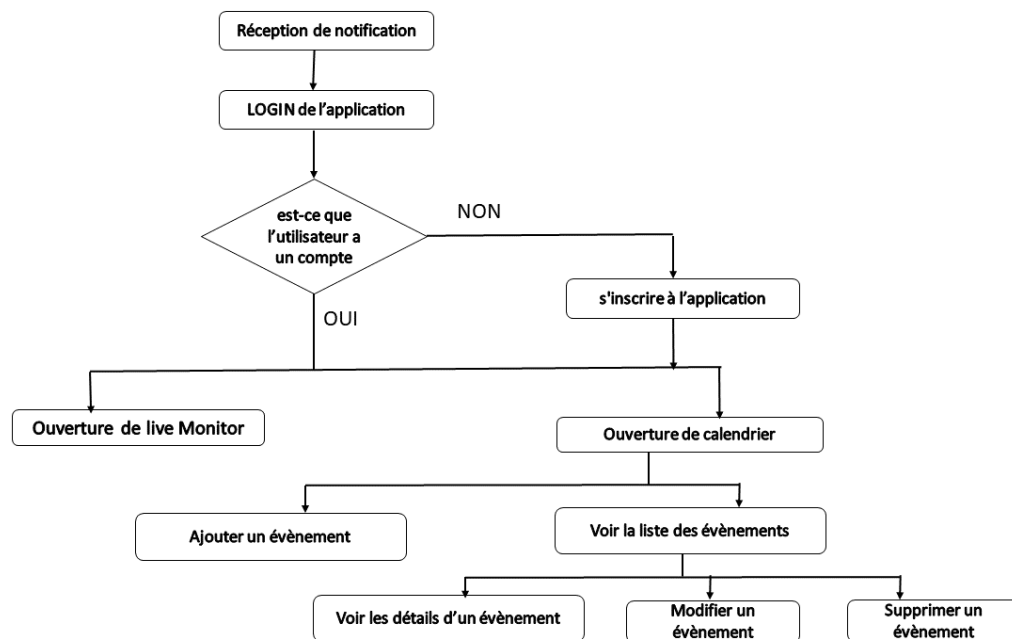 Réception de notification
LOGIN de l'application
est-ce que
l'utilisateur a
un compte
NON
s'inscrire à l'application
OUI
Ouverture de live Monitor
Ouverture de calendrier
Ajouter un évènement
Voir la liste des évènements
Voir les détails d'un évènement
Modifier un
évènement
Supprimer un
évènement